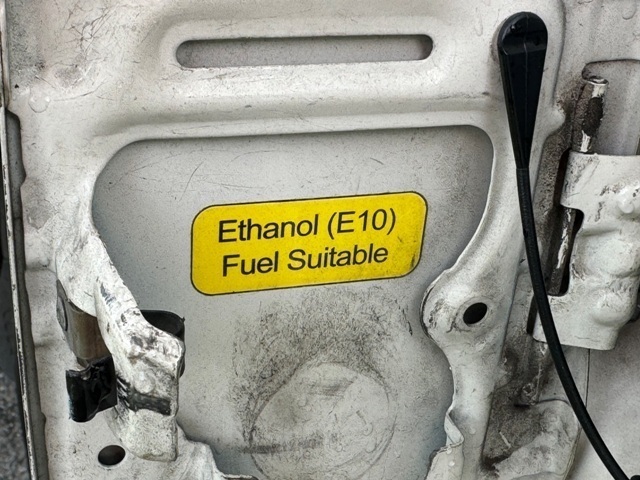 Ethanol (E10)
Fuel Suitable